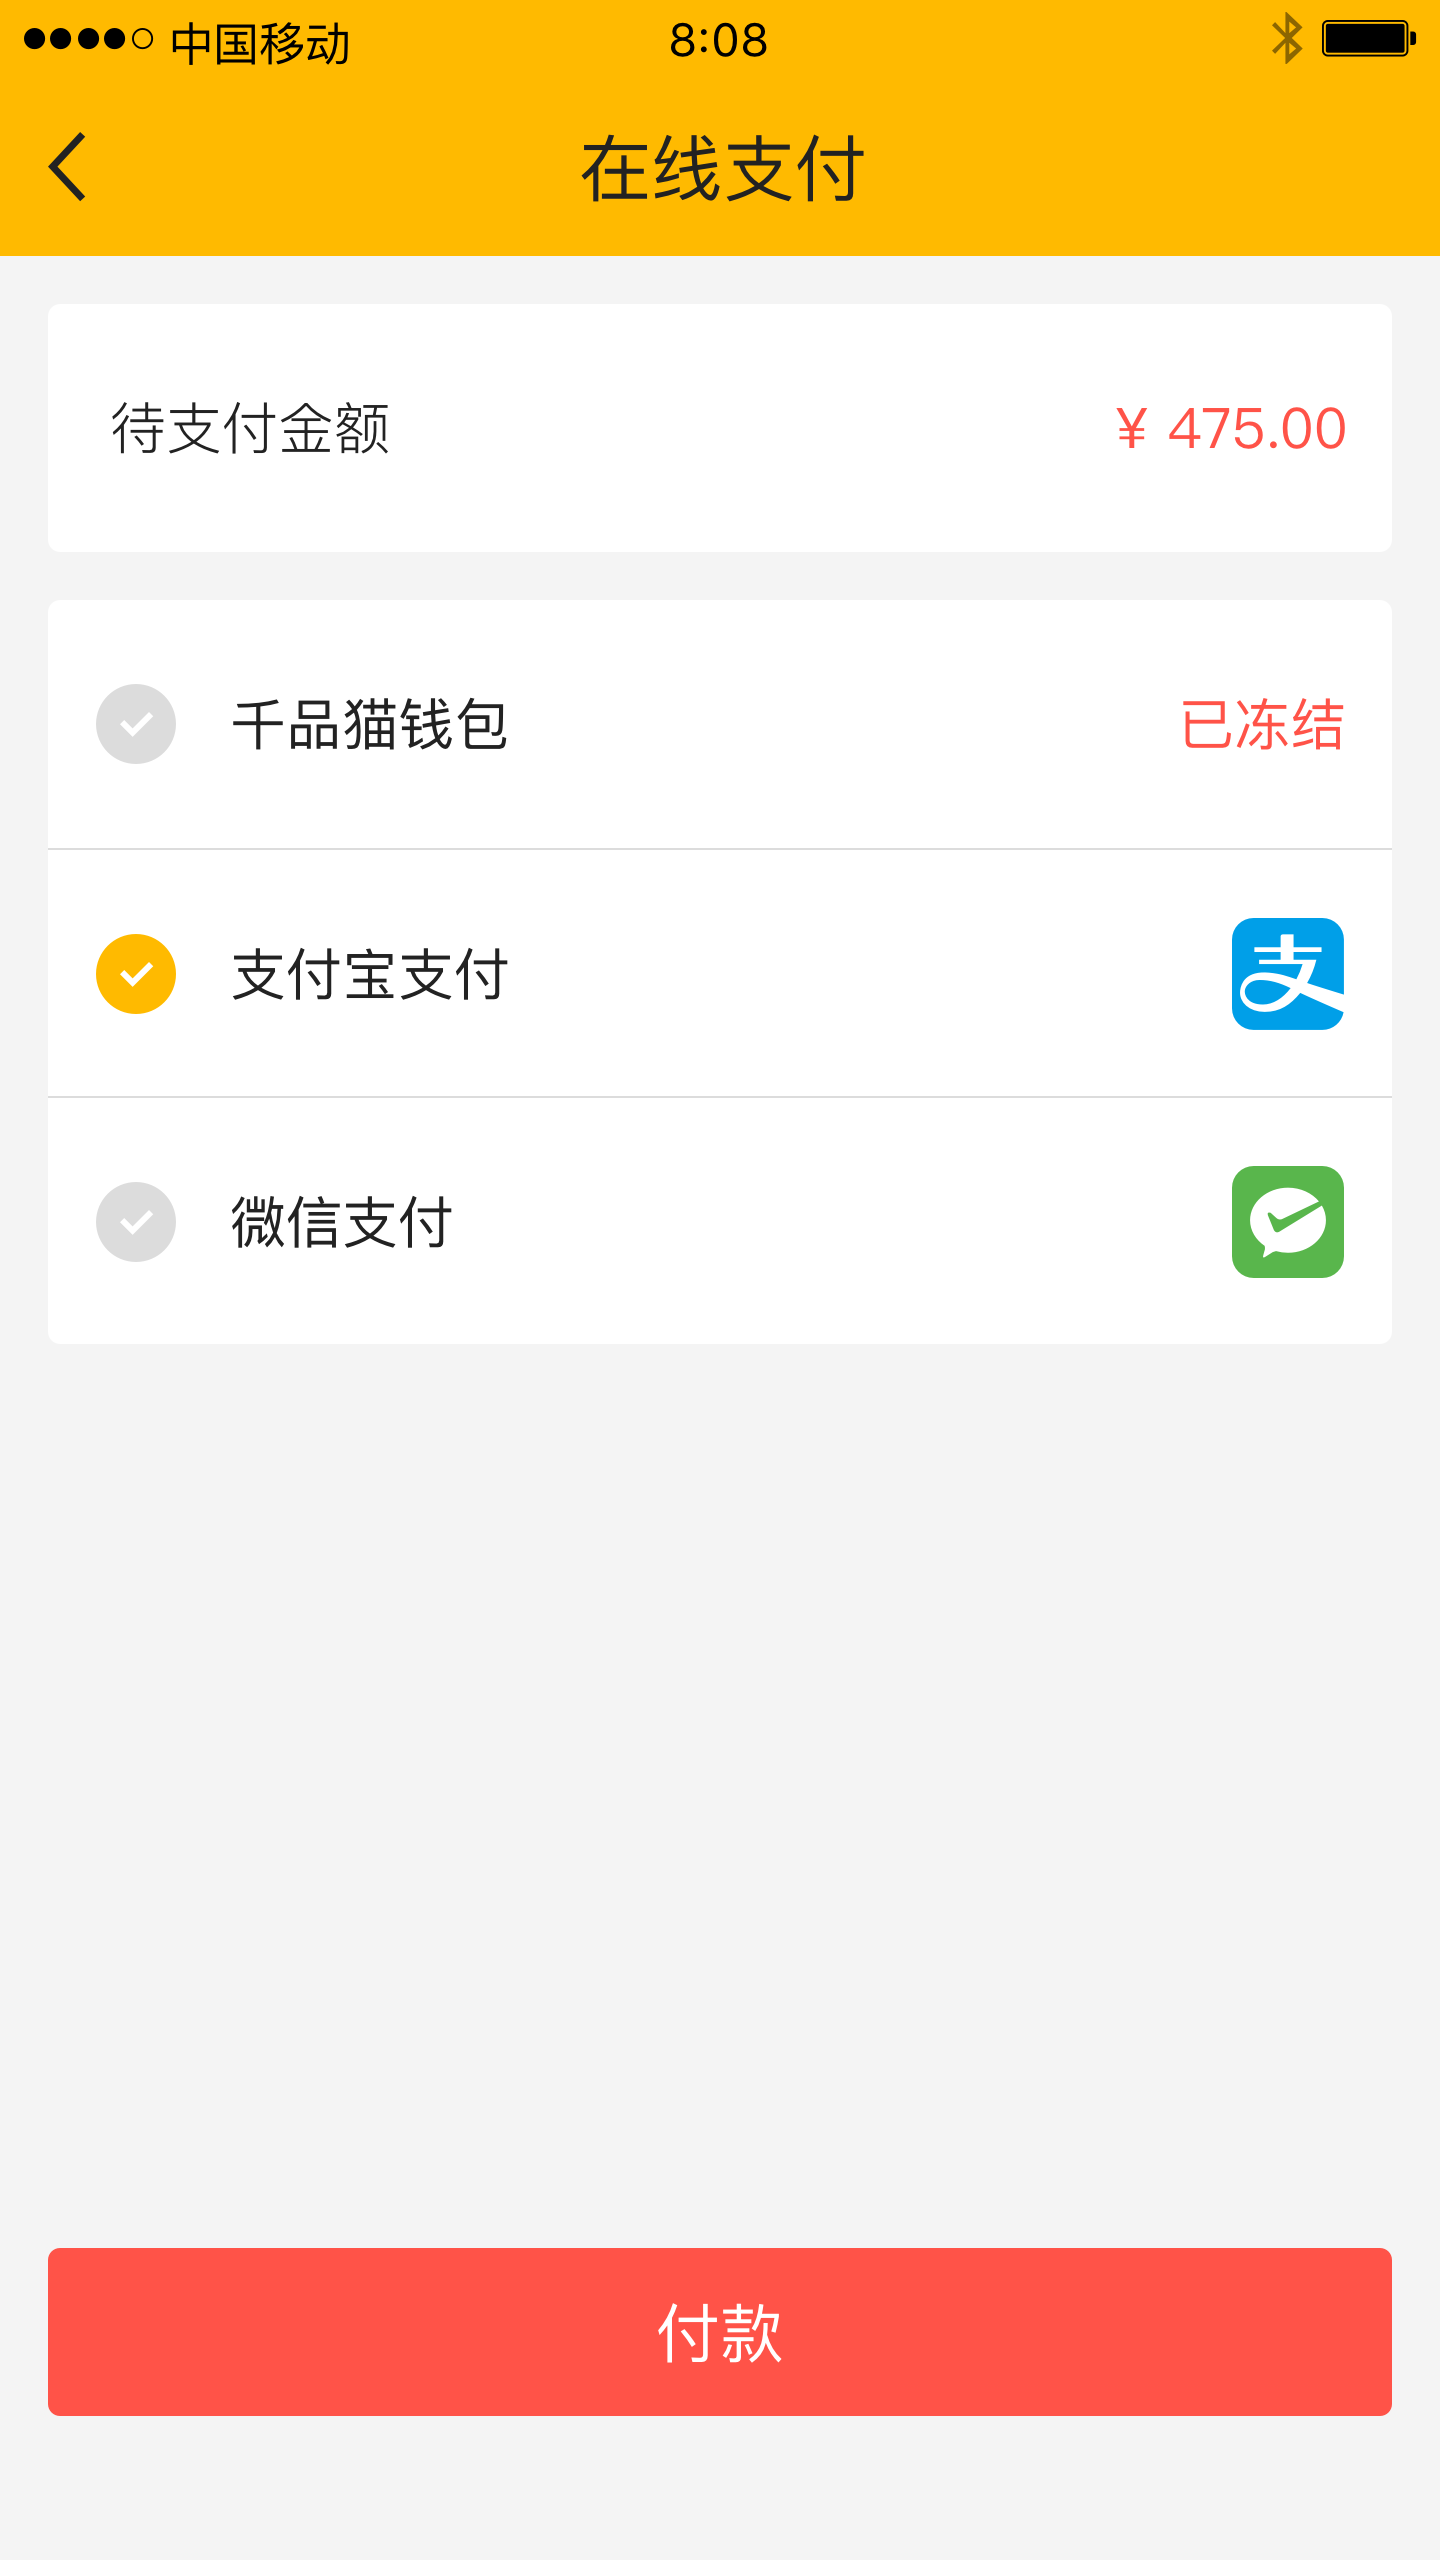 中国移动 8:08
在线支付
待支付金额 ¥ 475.00
千品猫钱包 已冻结
支付宝支付 支
微信支付
付款